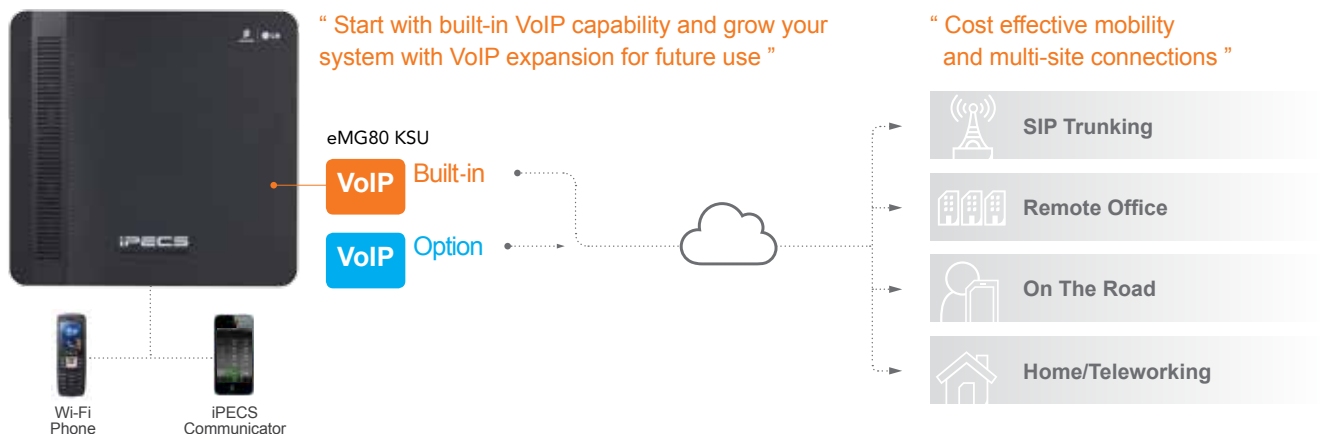 “ Start with built-in VoIP capability and grow your
system with VoIP expansion for future use ”
“ Cost effective mobility
and multi-site connections ”
LG
iPECS
eMG80 KSU
VoIP Built-in
VoIP Option
SIP Trunking
Remote Office
On The Road
Home/Teleworking
Wi-Fi
Phone
iPECS
Communicator